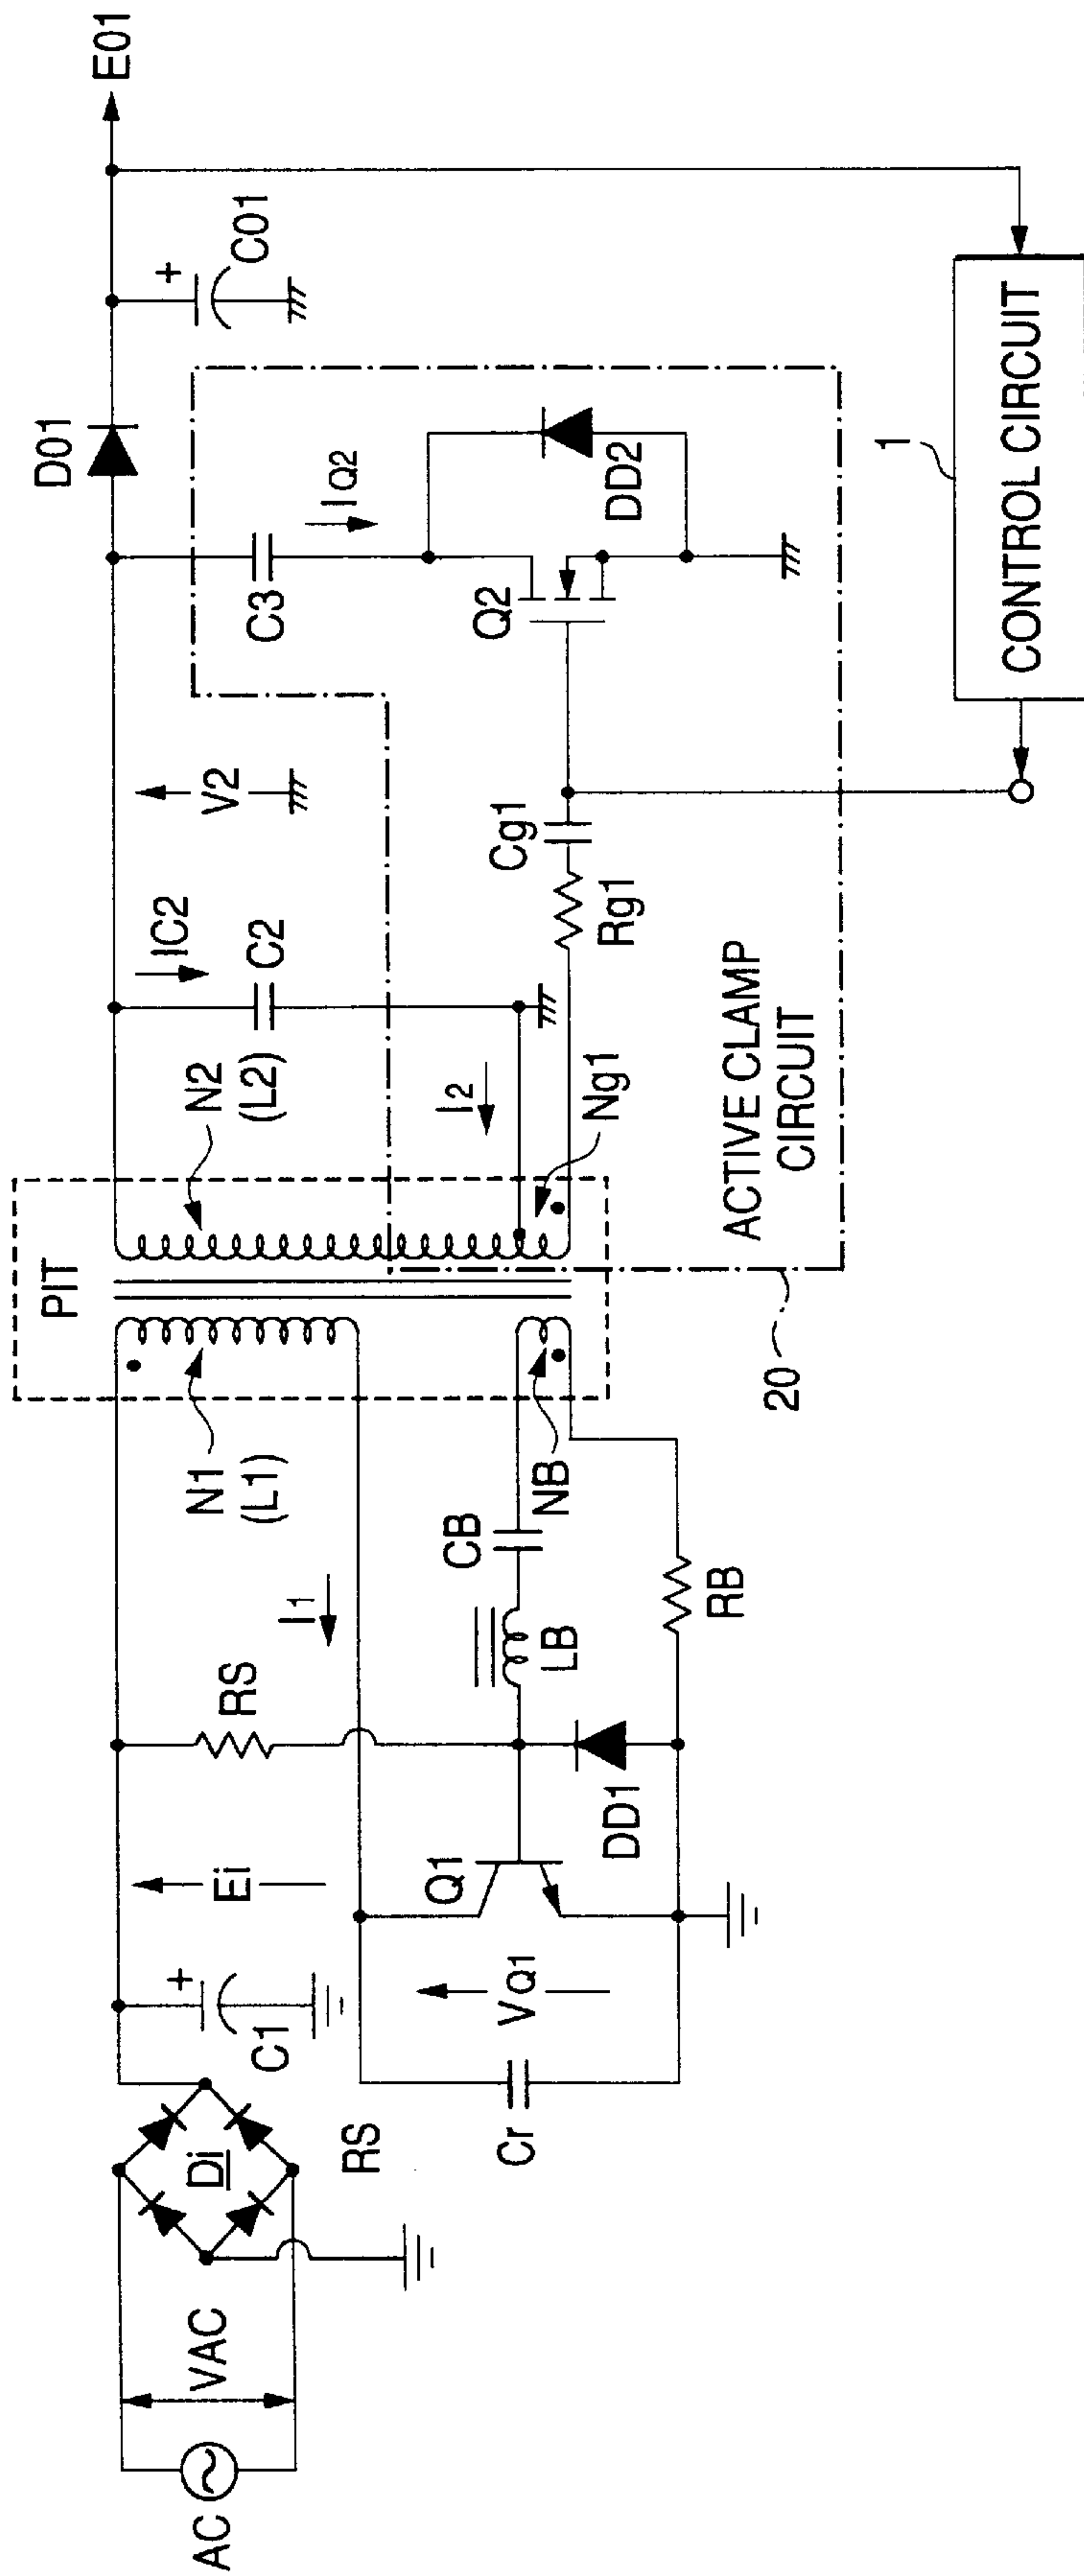 AC
VAC
Di
RS
C1
+
Ei
Cr
VQ1
Q1
DD1
RS
I1
LB
CB
RB
N1
(L1)
NB
PIT
N2
(L2)
Ng1
I2
IC2
C2
V2
Rg1
Cg1
C3
IQ2
Q2
DD2
D01
+
C01
E01
ACTIVE CLAMP
CIRCUIT
20
1
CONTROL CIRCUIT